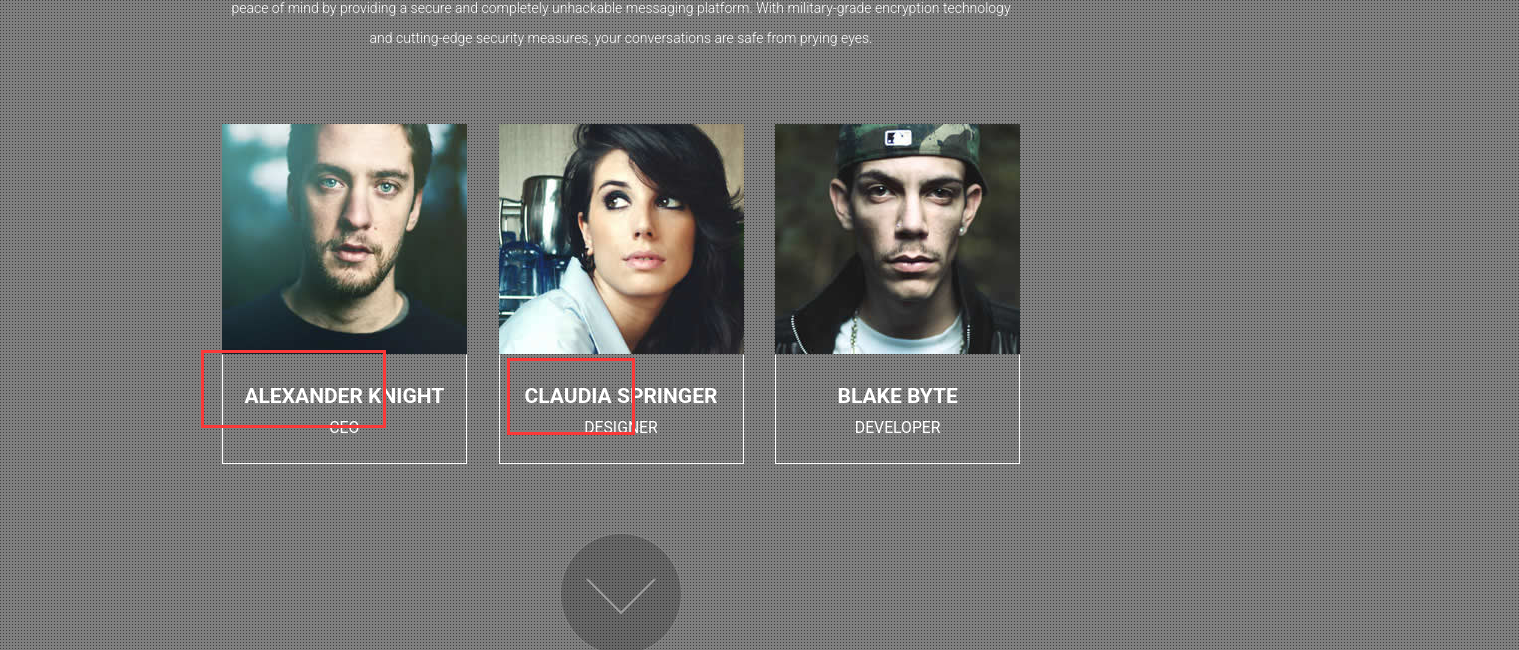 peace of mind by providing a secure and completely unhackable messaging platform. With military-grade encryption technology
and cutting-edge security measures, your conversations are safe from prying eyes.
ALEXANDER KNIGHT
CEO
CLAUDIA SPRINGER
DESIGNER
BLAKE BYTE
DEVELOPER